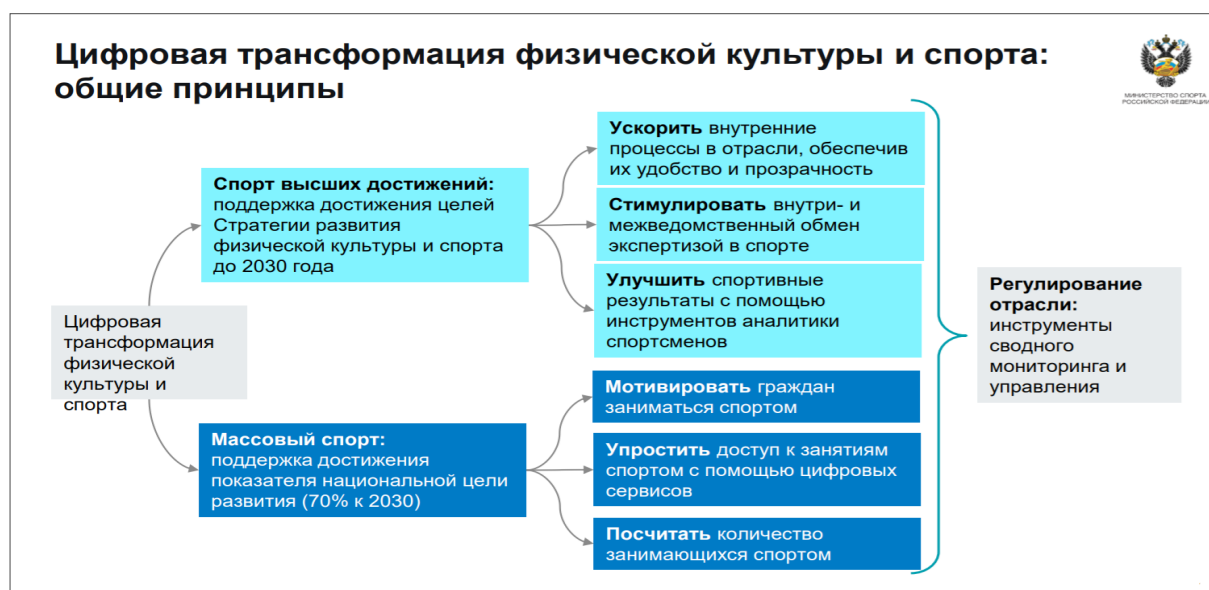 Цифровая трансформация физической культуры и спорта:
общие принципы
МИНИСТЕРСТВО СПОРТА
РОССИЙСКОЙ ФЕДЕРАЦИИ
Цифровая
трансформация
физической
культуры и
спорта
Спорт высших достижений:
поддержка достижения целей
Стратегии развития
физической культуры и спорта
до 2030 года
Ускорить внутренние
процессы в отрасли, обеспечив
их удобство и прозрачность
Стимулировать внутри- и
межведомственный обмен
экспертизой в спорте
Улучшить спортивные
результаты с помощью
инструментов аналитики
спортсменов
Массовый спорт:
поддержка достижения
показателя национальной цели
развития (70% к 2030)
Мотивировать граждан
заниматься спортом
Упростить доступ к занятиям
спортом с помощью цифровых
сервисов
Посчитать количество
занимающихся спортом
Регулирование
отрасли:
инструменты
сводного
мониторинга и
управления